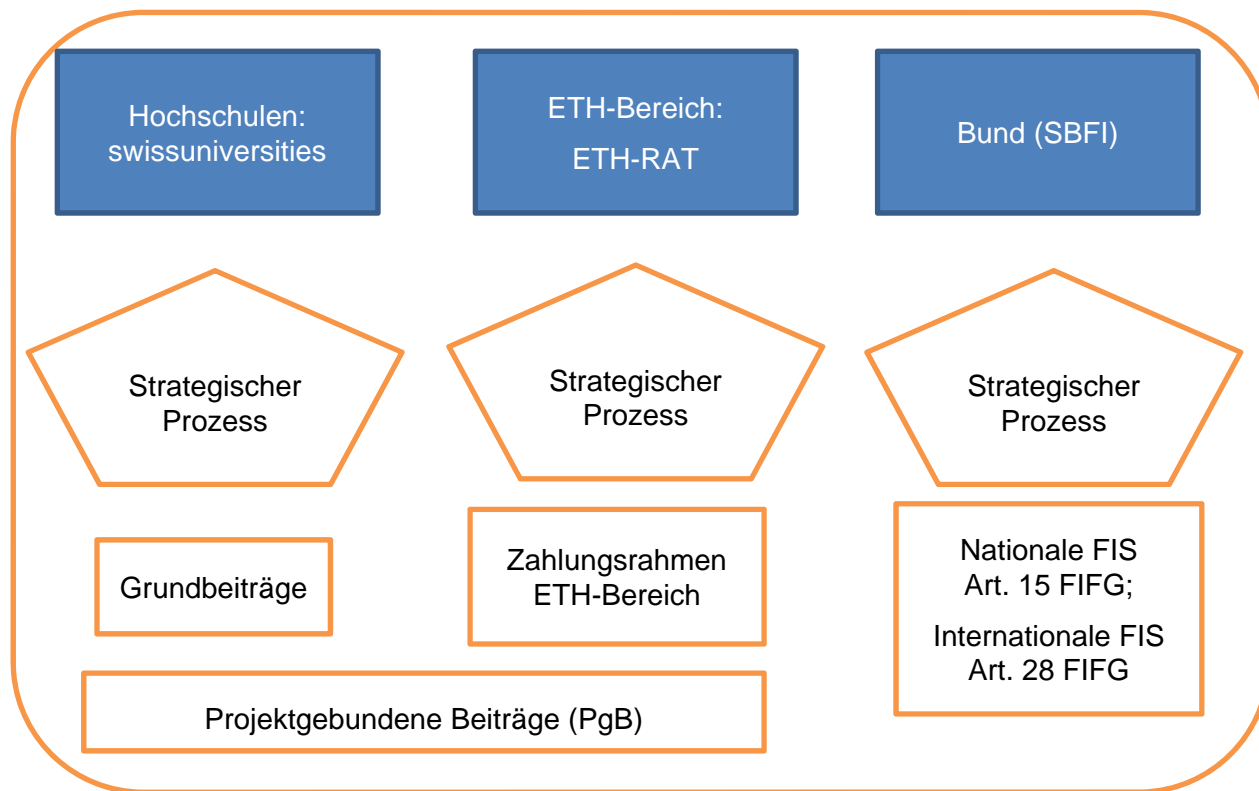 Hochschulen:
swissuniversities
ETH-Bereich:
ETH-RAT
Bund (SBFI)
Strategischer
Prozess
Strategischer
Prozess
Strategischer
Prozess
Grundbeiträge
Zahlungsrahmen
ETH-Bereich
Nationale FIS
Art. 15 FIFG;
Internationale FIS
Art. 28 FIFG
Projektgebundene Beiträge (PgB)